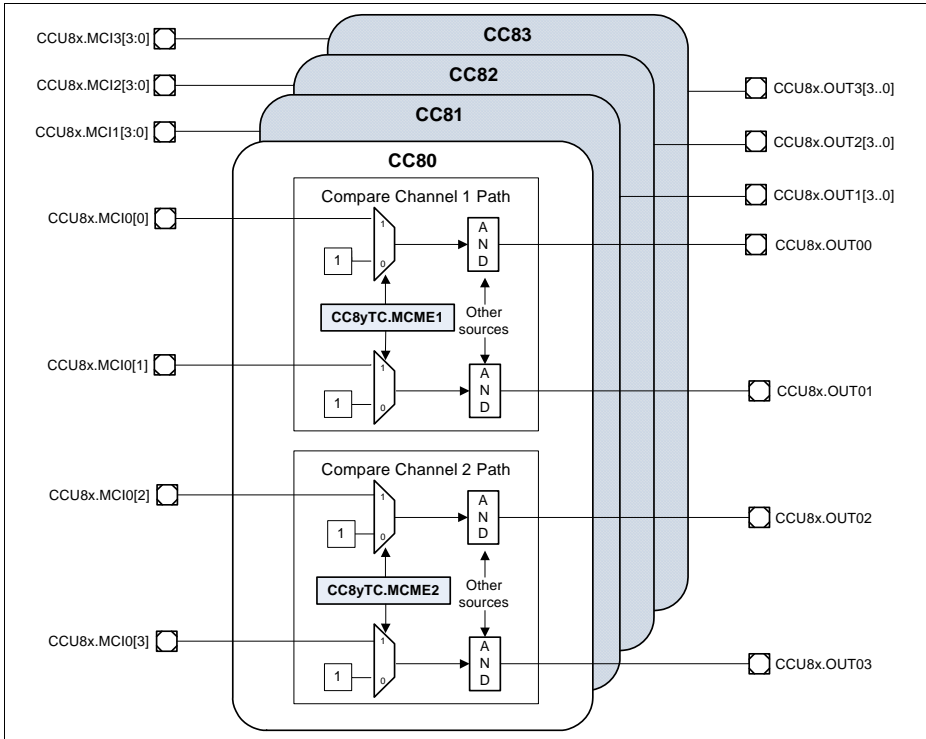 CC83
CCU8x.MCI3[3:0]
CC82
CCU8x.MCI2[3:0]
CCU8x.OUT3[3..0]
CC81
CCU8x.MCI1[3:0]
CCU8x.OUT2[3..0]
CC80
CCU8x.OUT1[3..0]
Compare Channel 1 Path
CCU8x.MCI0[0]
1
0
1
A
N
D
CCU8x.OUT00
CC8yTC.MCME1
Other
sources
CCU8x.MCI0[1]
1
0
1
A
N
D
CCU8x.OUT01
Compare Channel 2 Path
CCU8x.MCI0[2]
1
0
1
A
N
D
CCU8x.OUT02
CC8yTC.MCME2
Other
sources
CCU8x.MCI0[3]
1
0
1
A
N
D
CCU8x.OUT03